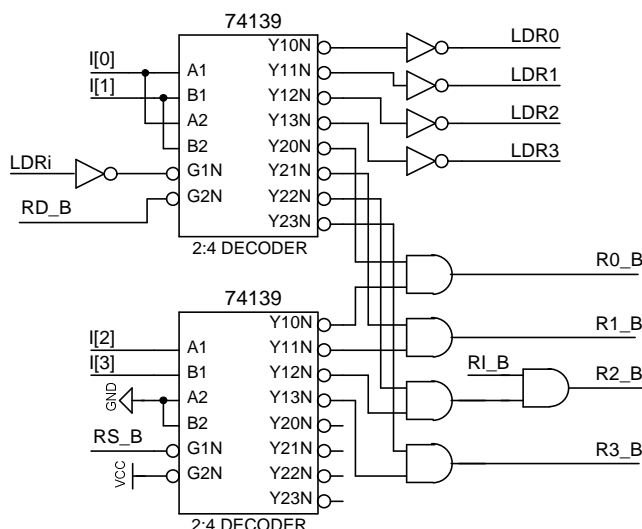 74139
I[0]
I[1]
LDRi
RD_B
A1
B1
A2
B2
G1N
G2N
Y10N
Y11N
Y12N
Y13N
Y20N
Y21N
Y22N
Y23N
2:4 DECODER
LDR0
LDR1
LDR2
LDR3
74139
I[2]
I[3]
GND
RS_B
VCC
A1
B1
A2
B2
G1N
G2N
Y10N
Y11N
Y12N
Y13N
Y20N
Y21N
Y22N
Y23N
2:4 DECODER
R0_B
R1_B
RI_B
R2_B
R3_B